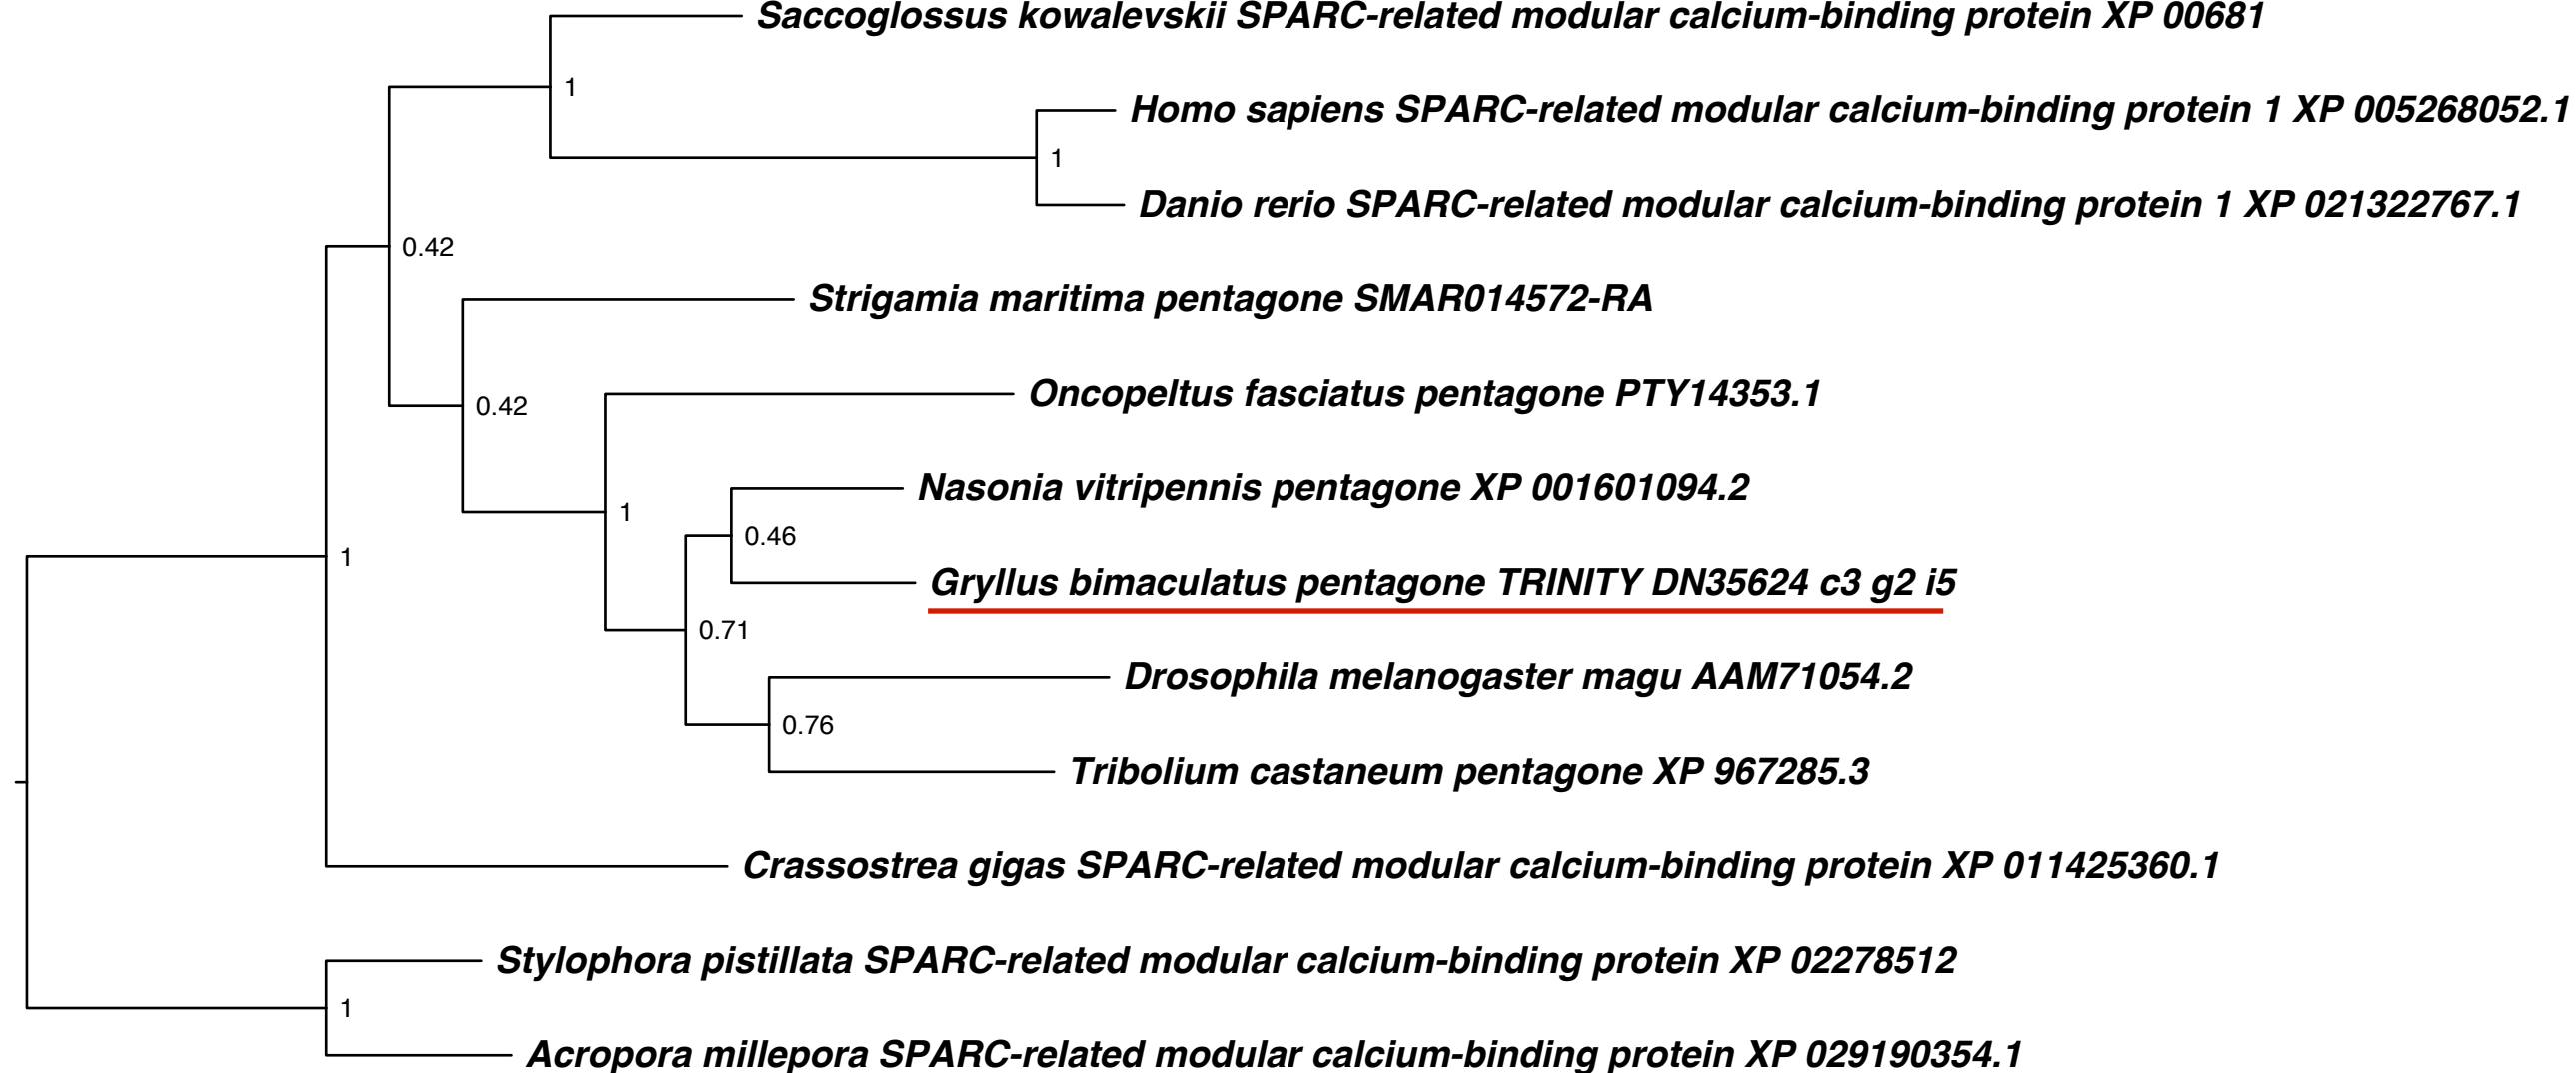 Saccoglossus kowalevskii SPARC-related modular calcium-binding protein XP 00681
1
Homo sapiens SPARC-related modular calcium-binding protein 1 XP 005268052.1
1
Danio rerio SPARC-related modular calcium-binding protein 1 XP 021322767.1
0.42
Strigamia maritima pentagone SMAR014572-RA
0.42
Oncopeltus fasciatus pentagone PTY14353.1
Nasonia vitripennis pentagone XP 001601094.2
1
0.46
1
Gryllus bimaculatus pentagone TRINITY DN35624 c3 g2 i5
0.71
Drosophila melanogaster magu AAM71054.2
0.76
Tribolium castaneum pentagone XP 967285.3
Crassostrea gigas SPARC-related modular calcium-binding protein XP 011425360.1
Stylophora pistillata SPARC-related modular calcium-binding protein XP 02278512
1
Acropora millepora SPARC-related modular calcium-binding protein XP 029190354.1